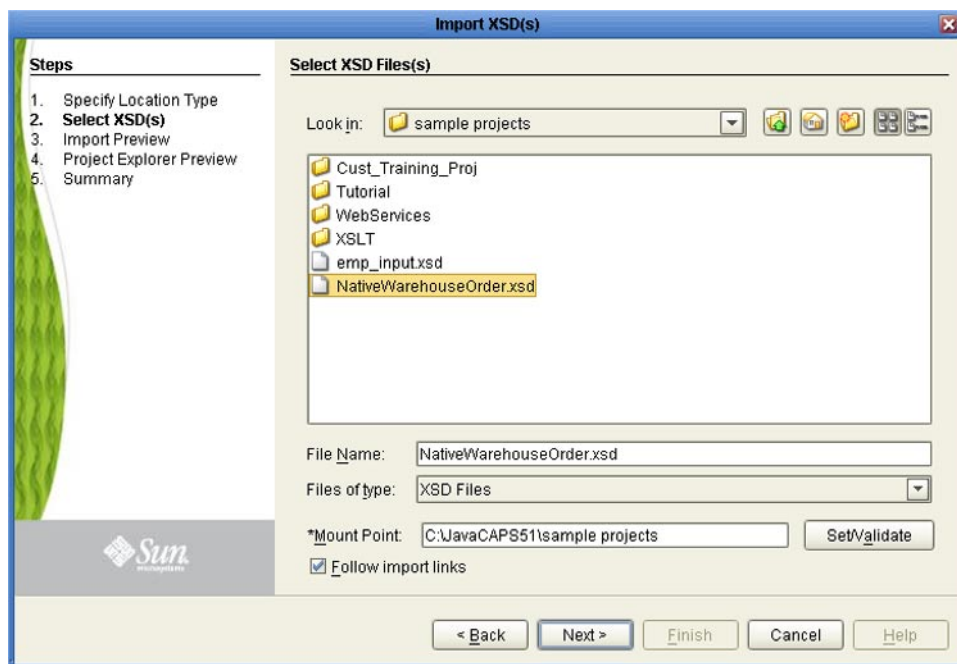 Import XSD(s)
Steps
1. Specify Location Type
2. Select XSD(s)
3. Import Preview
4. Project Explorer Preview
5. Summary
Select XSD Files(s)
Look in: sample projects
Cust_Training_Proj
Tutorial
WebServices
XSLT
emp_input.xsd
NativeWarehouseOrder.xsd
File Name: NativeWarehouseOrder.xsd
Files of type: XSD Files
*Mount Point: C:\JavaCAPS51\sample projects Set/Validate
Follow import links
Sun
microsystems
< Back Next > Finish Cancel Help